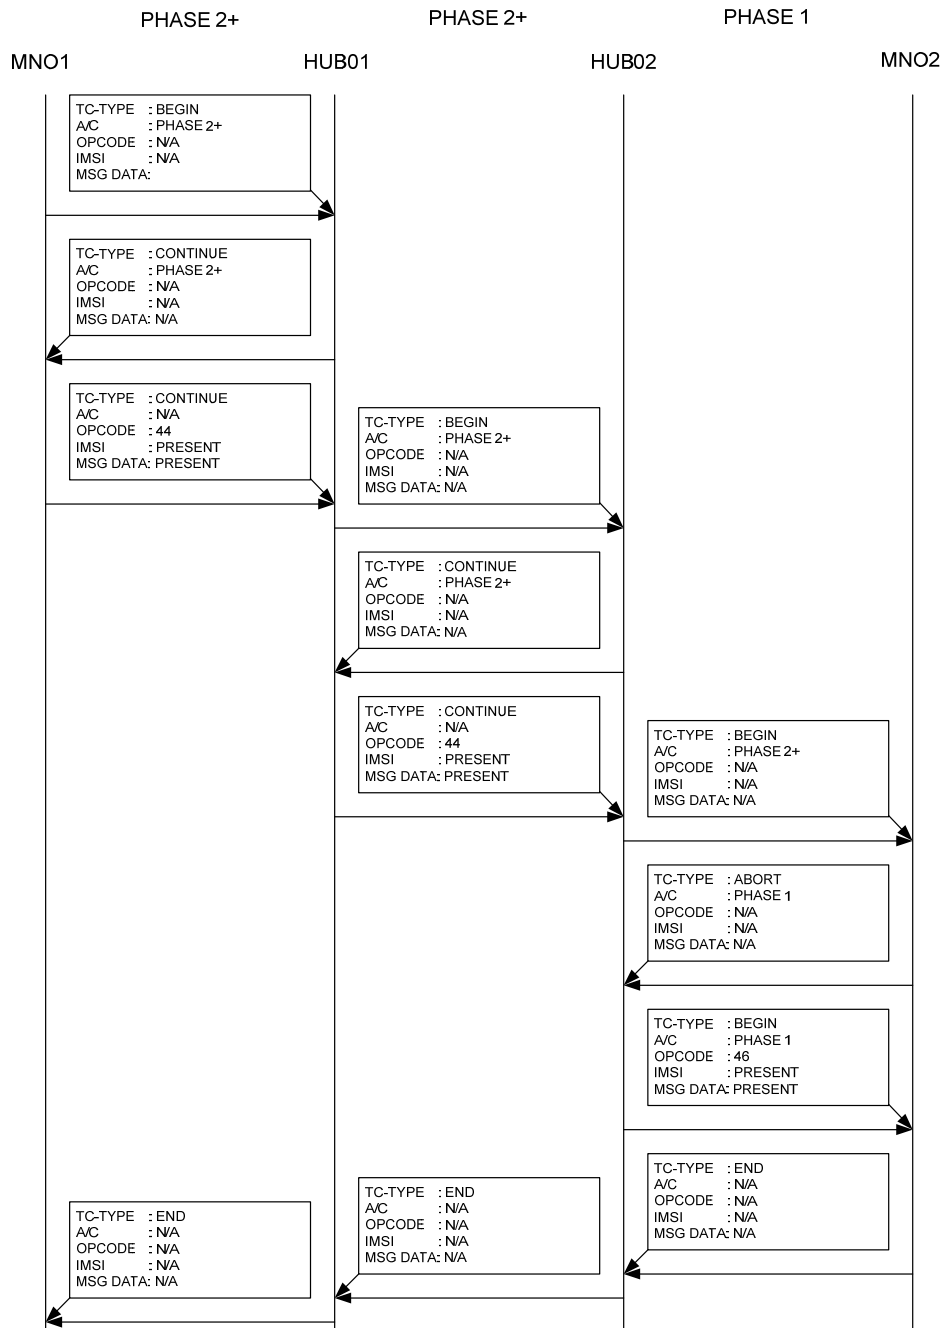 PHASE 2+ PHASE 2+ PHASE 1
MNO1 HUB01 HUB02 MNO2
TC-TYPE : BEGIN
A/C : PHASE 2+
OPCODE : N/A
IMSI : N/A
MSG DATA:
TC-TYPE : CONTINUE
A/C : PHASE 2+
OPCODE : N/A
IMSI : N/A
MSG DATA: N/A
TC-TYPE : CONTINUE
A/C : N/A
OPCODE : 44
IMSI : PRESENT
MSG DATA: PRESENT
TC-TYPE : BEGIN
A/C : PHASE 2+
OPCODE : N/A
IMSI : N/A
MSG DATA: N/A
TC-TYPE : CONTINUE
A/C : PHASE 2+
OPCODE : N/A
IMSI : N/A
MSG DATA: N/A
TC-TYPE : CONTINUE
A/C : N/A
OPCODE : 44
IMSI : PRESENT
MSG DATA: PRESENT
TC-TYPE : BEGIN
A/C : PHASE 2+
OPCODE : N/A
IMSI : N/A
MSG DATA: N/A
TC-TYPE : ABORT
A/C : PHASE 1
OPCODE : N/A
IMSI : N/A
MSG DATA: N/A
TC-TYPE : BEGIN
A/C : PHASE 1
OPCODE : 46
IMSI : PRESENT
MSG DATA: PRESENT
TC-TYPE : END
A/C : N/A
OPCODE : N/A
IMSI : N/A
MSG DATA: N/A
TC-TYPE : END
A/C : N/A
OPCODE : N/A
IMSI : N/A
MSG DATA: N/A
TC-TYPE : END
A/C : N/A
OPCODE : N/A
IMSI : N/A
MSG DATA: N/A